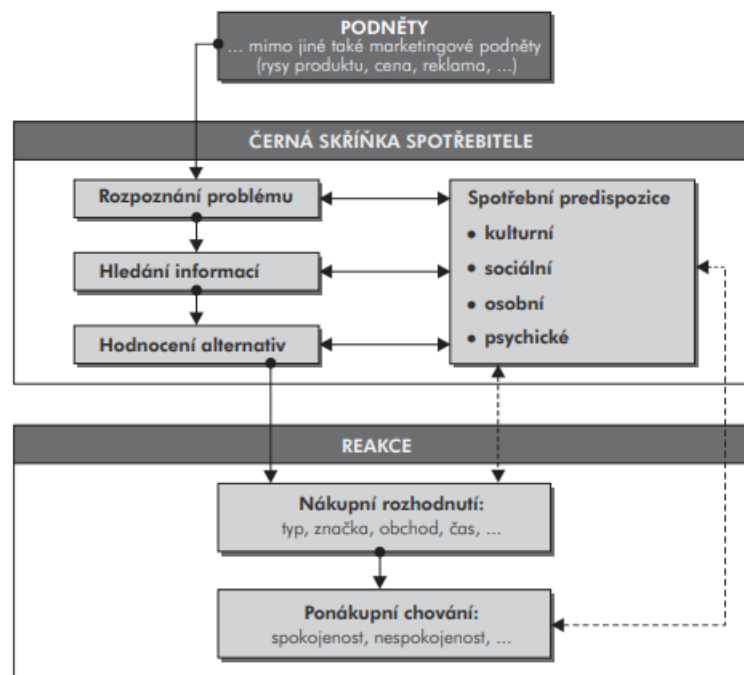 PODNĚTY
... mimo jiné také marketingové podněty
(rysy produktu, cena, reklama, ...)
ČERNÁ SKŘÍŇKA SPOTŘEBITELE
Rozpoznání problému
Hledání informací
Hodnocení alternativ
Spotřební predispozice
• kulturní
• sociální
• osobní
• psychické
REAKCE
Nákupní rozhodnutí:
typ, značka, obchod, čas, ...
Ponákupní chování:
spokojenost, nespokojenost, ...